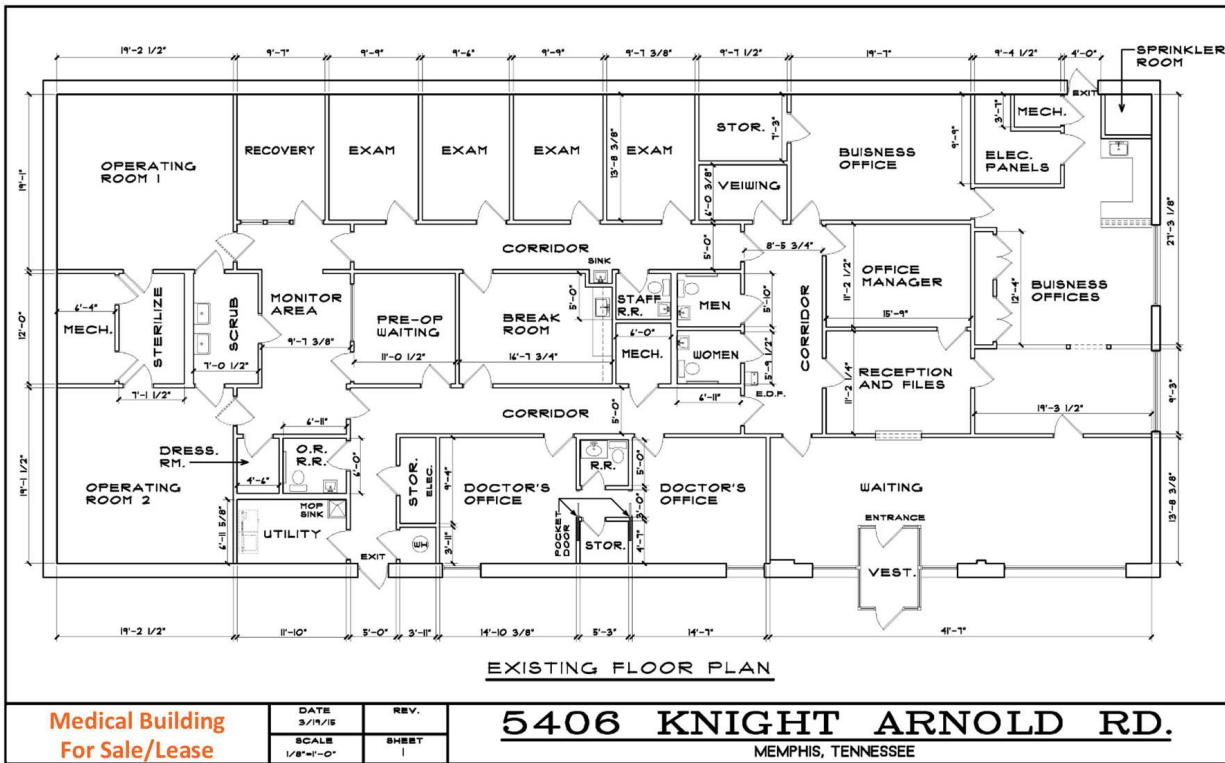 19'-2 1/2"
9'-7"
9'-9"
9'-6"
9'-9"
9'-7 3/8"
9'-7 1/2"
19'-7"
9'-4 1/2"
4'-0"
SPRINKLER
ROOM
EXIT
MECH.
3'-7"
STOR.
7'-3"
BUISNESS
OFFICE
9'-9"
ELEC.
PANELS
OPERATING
ROOM 1
RECOVERY
EXAM
EXAM
EXAM
EXAM
13'-8 3/8"
VEIWING
6'-0 3/8"
19'-1"
21'-3 1/8"
CORRIDOR
5'-0"
8'-5 3/4"
SINK
OFFICE
MANAGER
11'-2 1/2"
15'-9"
12'-4"
BUISNESS
OFFICES
6'-4"
MECH.
STERILIZE
SCRUB
MONITOR
AREA
9'-7 3/8"
PRE-OP
WAITING
11'-0 1/2"
BREAK
ROOM
5'-0"
16'-7 3/4"
STAFF
R.R.
6'-0"
MECH.
MEN
5'-10"
WOMEN
5'-9 1/2"
CORRIDOR
12'-0"
7'-0 1/2"
7'-1 1/2"
6'-11"
E.D.F.
RECEPTION
AND FILES
11'-2 1/4"
19'-3 1/2"
9'-3"
CORRIDOR
5'-0"
6'-11"
DRESS.
RM.
4'-6"
O.R.
R.R.
6'-0"
STOR.
ELEC.
9'-4"
DOCTOR'S
OFFICE
R.R.
5'-0"
DOCTOR'S
OFFICE
WAITING
13'-8 3/8"
OPERATING
ROOM 2
19'-1 1/2"
MOP
SINK
UTILITY
6'-11 5/8"
EXIT
3'-11"
POCKET
DOOR
3'-0"
STOR.
4'-7"
ENTRANCE
VEST.
19'-2 1/2"
11'-10"
5'-0"
3'-11"
14'-10 3/8"
5'-3"
14'-7"
41'-7"
EXISTING FLOOR PLAN
Medical Building
For Sale/Lease
DATE
3/19/15
REV.
SCALE
1/8"=1'-0"
SHEET
1
5406 KNIGHT ARNOLD RD.
MEMPHIS, TENNESSEE